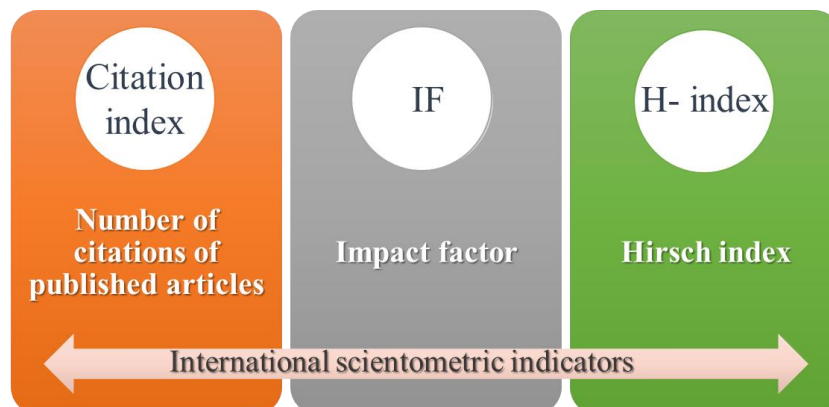 Citation
index
Number of
citations of
published articles
IF
Impact factor
H- index
Hirsch index
International scientometric indicators